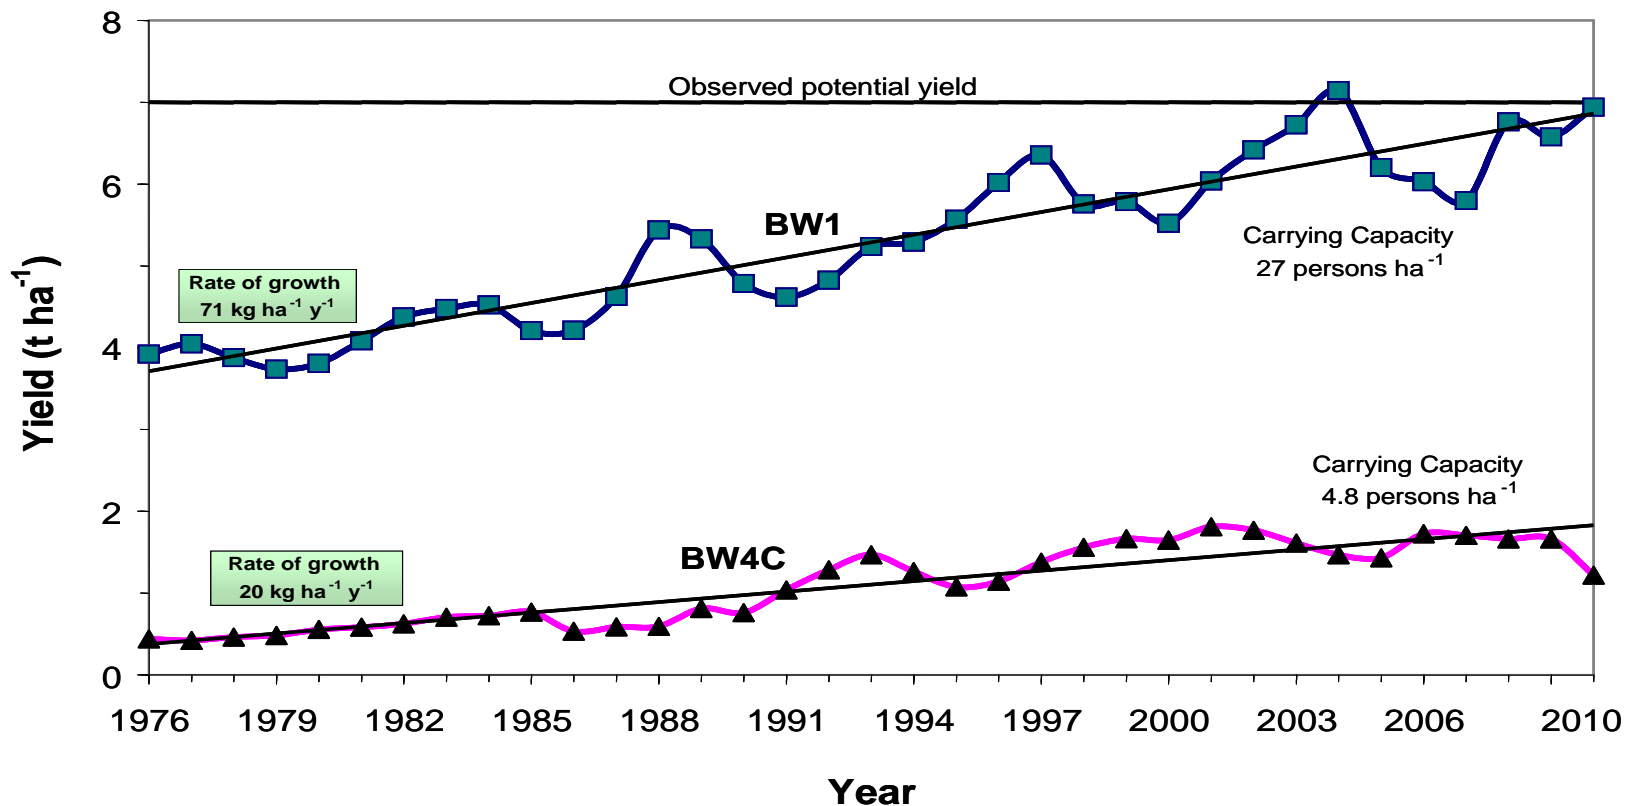 8
Observed potential yield
6
BW1
Carrying Capacity
27 persons ha⁻¹
Rate of growth
71 kg ha⁻¹ y⁻¹
Yield (t ha⁻¹)
4
Carrying Capacity
4.8 persons ha⁻¹
2
BW4C
Rate of growth
20 kg ha⁻¹ y⁻¹
0
1976 1979 1982 1985 1988 1991 1994 1997 2000 2003 2006 2010
Year